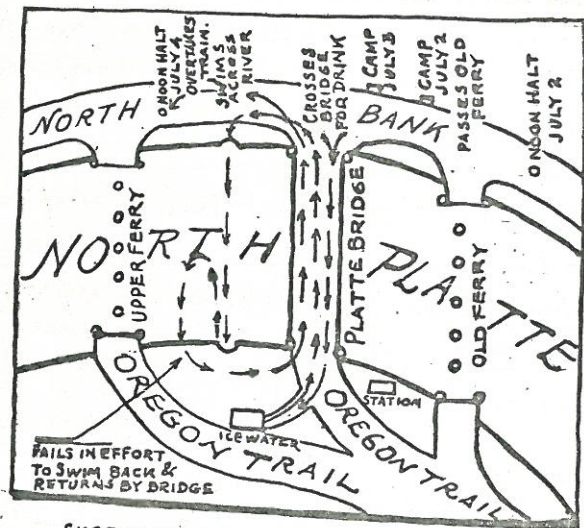 O NOON HALT
JULY 4
OVERTAKES
TRAIN.
SWIMS
ACROSS
RIVER
CROSSES
BRIDGE
FOR DRINK
CAMP
JULY 3
CAMP
JULY 2
PASSES OLD
FERRY
O NOON HALT
JULY 2
NORTH
BANK
NORTH
PLATTE
UPPER FERRY
PLATTE BRIDGE
OLD FERRY
OREGON TRAIL
OREGON TRAIL
STATION
ICE WATER
FAILS IN EFFORT
TO SWIM BACK &
RETURNS BY BRIDGE